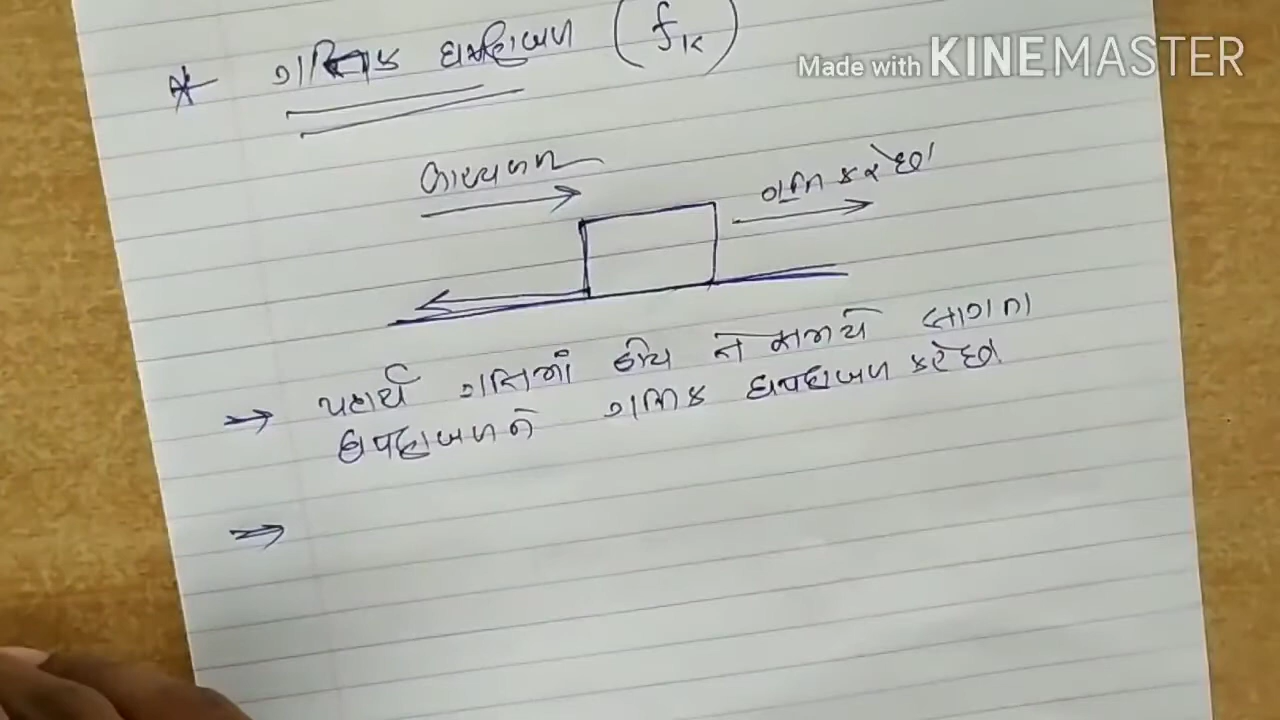 * ગતિક ઘર્ષણબળ (fk)
Made with KINEMASTER
બાહ્યબળ
ગતિ કરે છે
⇒ પદાર્થ ગતિમાં હોય તે સમયે લાગતા
ઘર્ષણબળને ગતિક ઘર્ષણબળ કહે છે
⇒